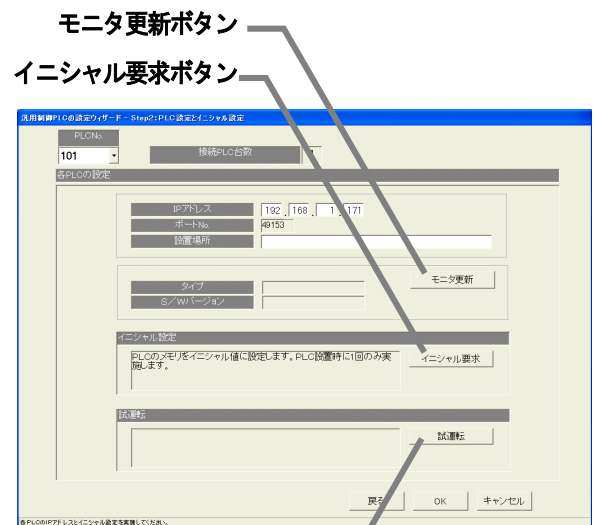 モニタ更新ボタン
イニシャル要求ボタン
汎用制御PLCの設定ウィザード - Step2:PLC設定とイニシャル設定
PLCNo.
101
接続PLC台数
各PLCの設定
IPアドレス 192 . 168 . 1 . 171
ポートNo. 49153
設置場所
タイプ
S/Wバージョン
モニタ更新
イニシャル設定
PLCのメモリをイニシャル値に設定します。PLC設置時に1回のみ実
施します。
イニシャル要求
試運転
試運転
戻る OK キャンセル
各PLCのIPアドレスとイニシャル設定を実施してください。